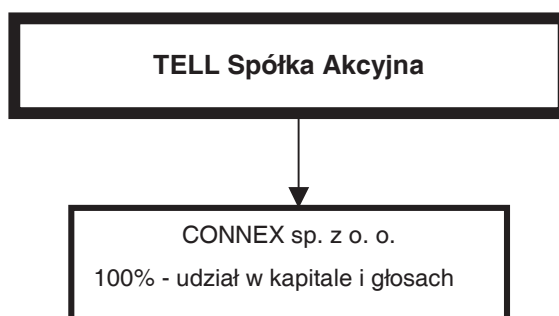 TELL Spółka Akcyjna
CONNEX sp. z o. o.
100% - udział w kapitale i głosach